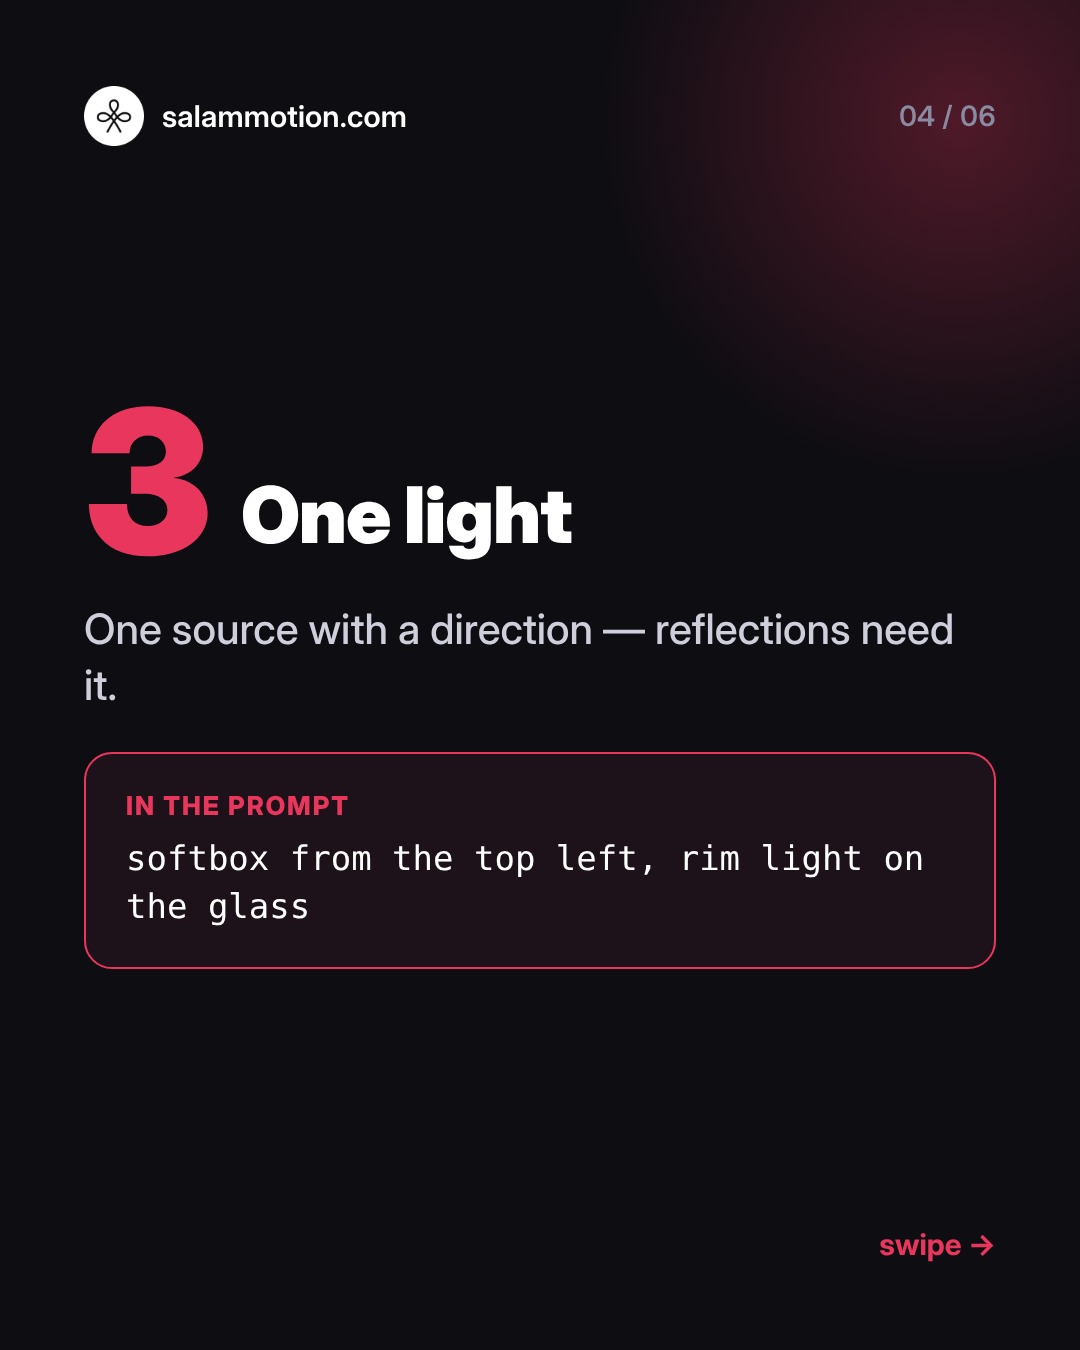 salammotion.com
04 / 06
3 One light
One source with a direction — reflections need
it.
IN THE PROMPT
softbox from the top left, rim light on
the glass
swipe →